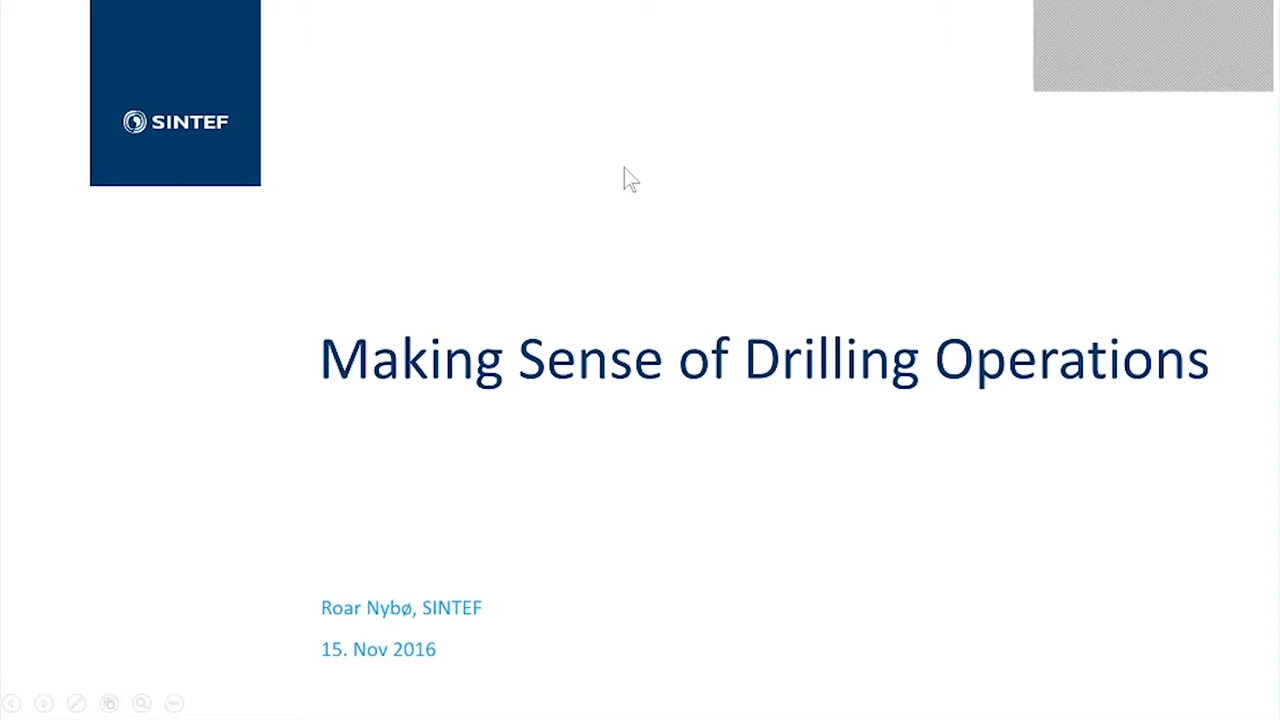 SINTEF
Making Sense of Drilling Operations
Roar Nybø, SINTEF
15. Nov 2016